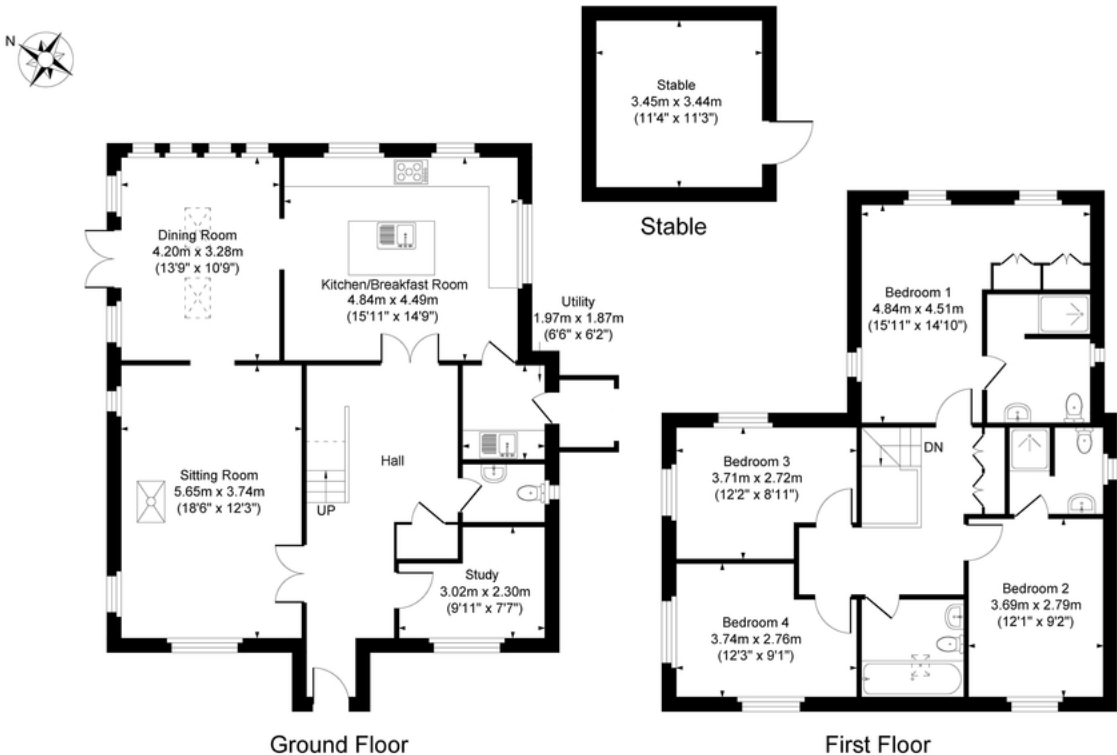 N
Stable
3.45m x 3.44m
(11'4" x 11'3")
Stable
Dining Room
4.20m x 3.28m
(13'9" x 10'9")
Kitchen/Breakfast Room
4.84m x 4.49m
(15'11" x 14'9")
Utility
1.97m x 1.87m
(6'6" x 6'2")
Sitting Room
5.65m x 3.74m
(18'6" x 12'3")
Hall
UP
Study
3.02m x 2.30m
(9'11" x 7'7")
Ground Floor
Bedroom 1
4.84m x 4.51m
(15'11" x 14'10")
DN
Bedroom 3
3.71m x 2.72m
(12'2" x 8'11")
Bedroom 4
3.74m x 2.76m
(12'3" x 9'1")
Bedroom 2
3.69m x 2.79m
(12'1" x 9'2")
First Floor